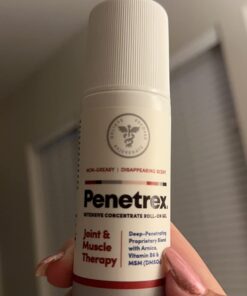 NON-GREASY | DISAPPEARING SCENT
Penetrex.
INTENSIVE CONCENTRATE ROLL-ON GEL
Joint &
Muscle
Therapy
Deep-Penetrating
Proprietary Blend
with Arnica,
Vitamin B6 &
MSM (DMSO₂)